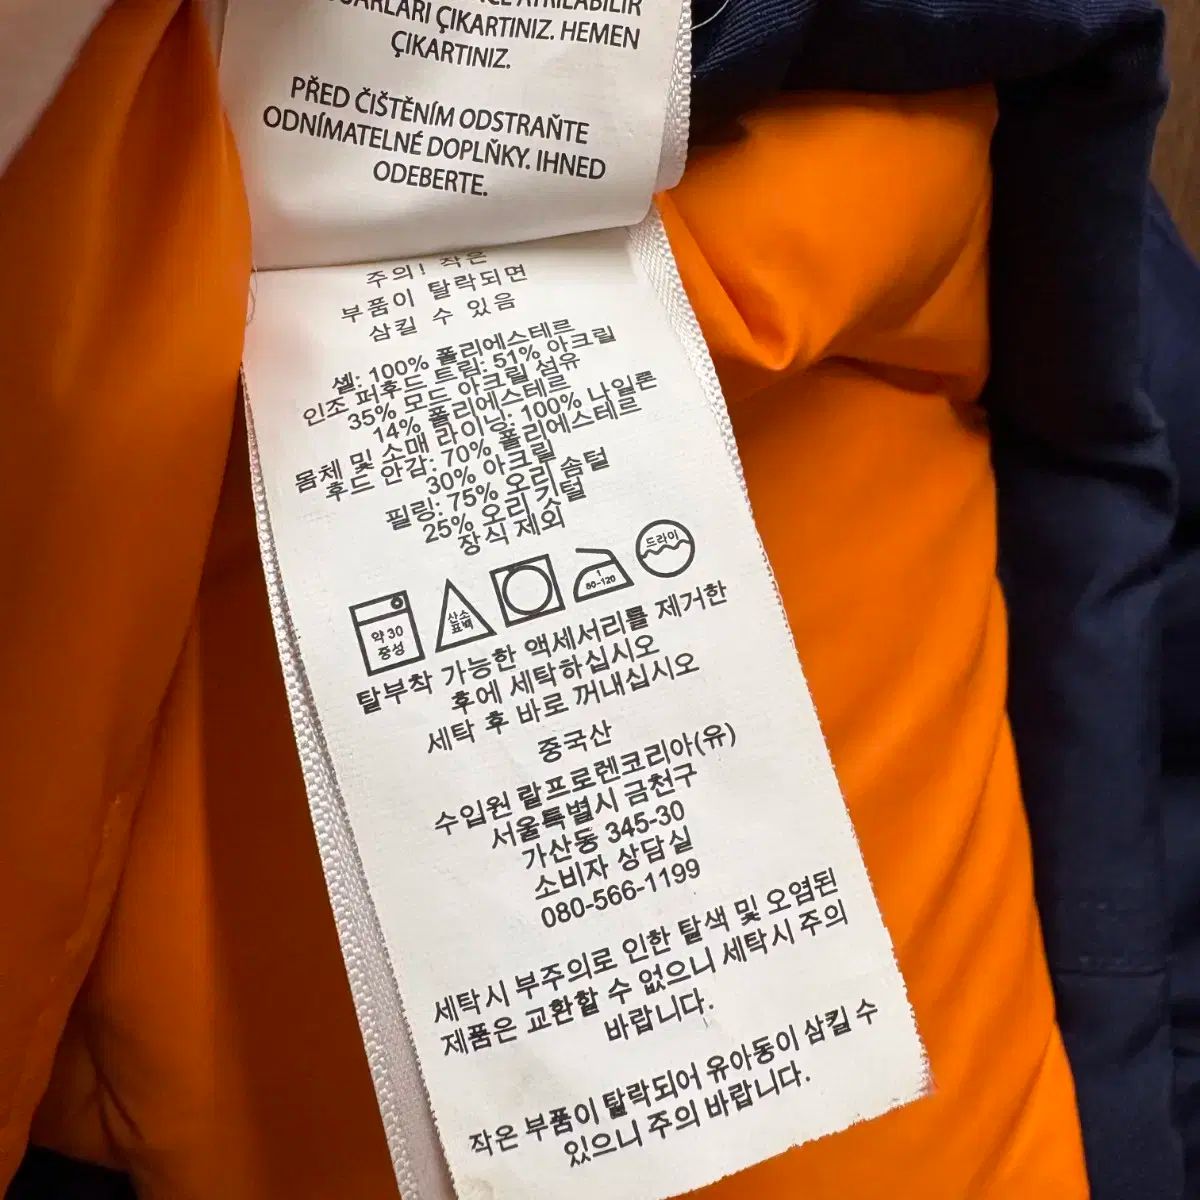 ATRILABILIR
ÇIKARTINIZ. HEMEN
ÇIKARTINIZ.
PŘED ČIŠTĚNÍM ODSTRAŇTE
ODNÍMATELNÉ DOPLŇKY. IHNED
ODEBERTE.
주의! 작은
부품이 탈락되면
삼킬 수 있음
셀: 100% 폴리에스테르
인조 퍼후드 트림: 51% 아크릴
35% 모드 아크릴 섬유
14% 폴리에스테르
몸체 및 소매 라이닝: 100% 나일론
후드 안감: 70% 폴리에스테르
30% 아크릴
필링: 75% 오리 솜털
25% 오리 깃털
장식 제외
약 30
중성
산소
표백
1
80-120
드라이
탈부착 가능한 액세서리를 제거한
후에 세탁하십시오
세탁 후 바로 꺼내십시오
중국산
수입원 랄프로렌코리아(유)
서울특별시 금천구
가산동 345-30
소비자 상담실
080-566-1199
세탁시 부주의로 인한 탈색 및 오염된
제품은 교환할 수 없으니 세탁시 주의
바랍니다.
작은 부품이 탈락되어 유아동이 삼킬 수
있으니 주의 바랍니다.